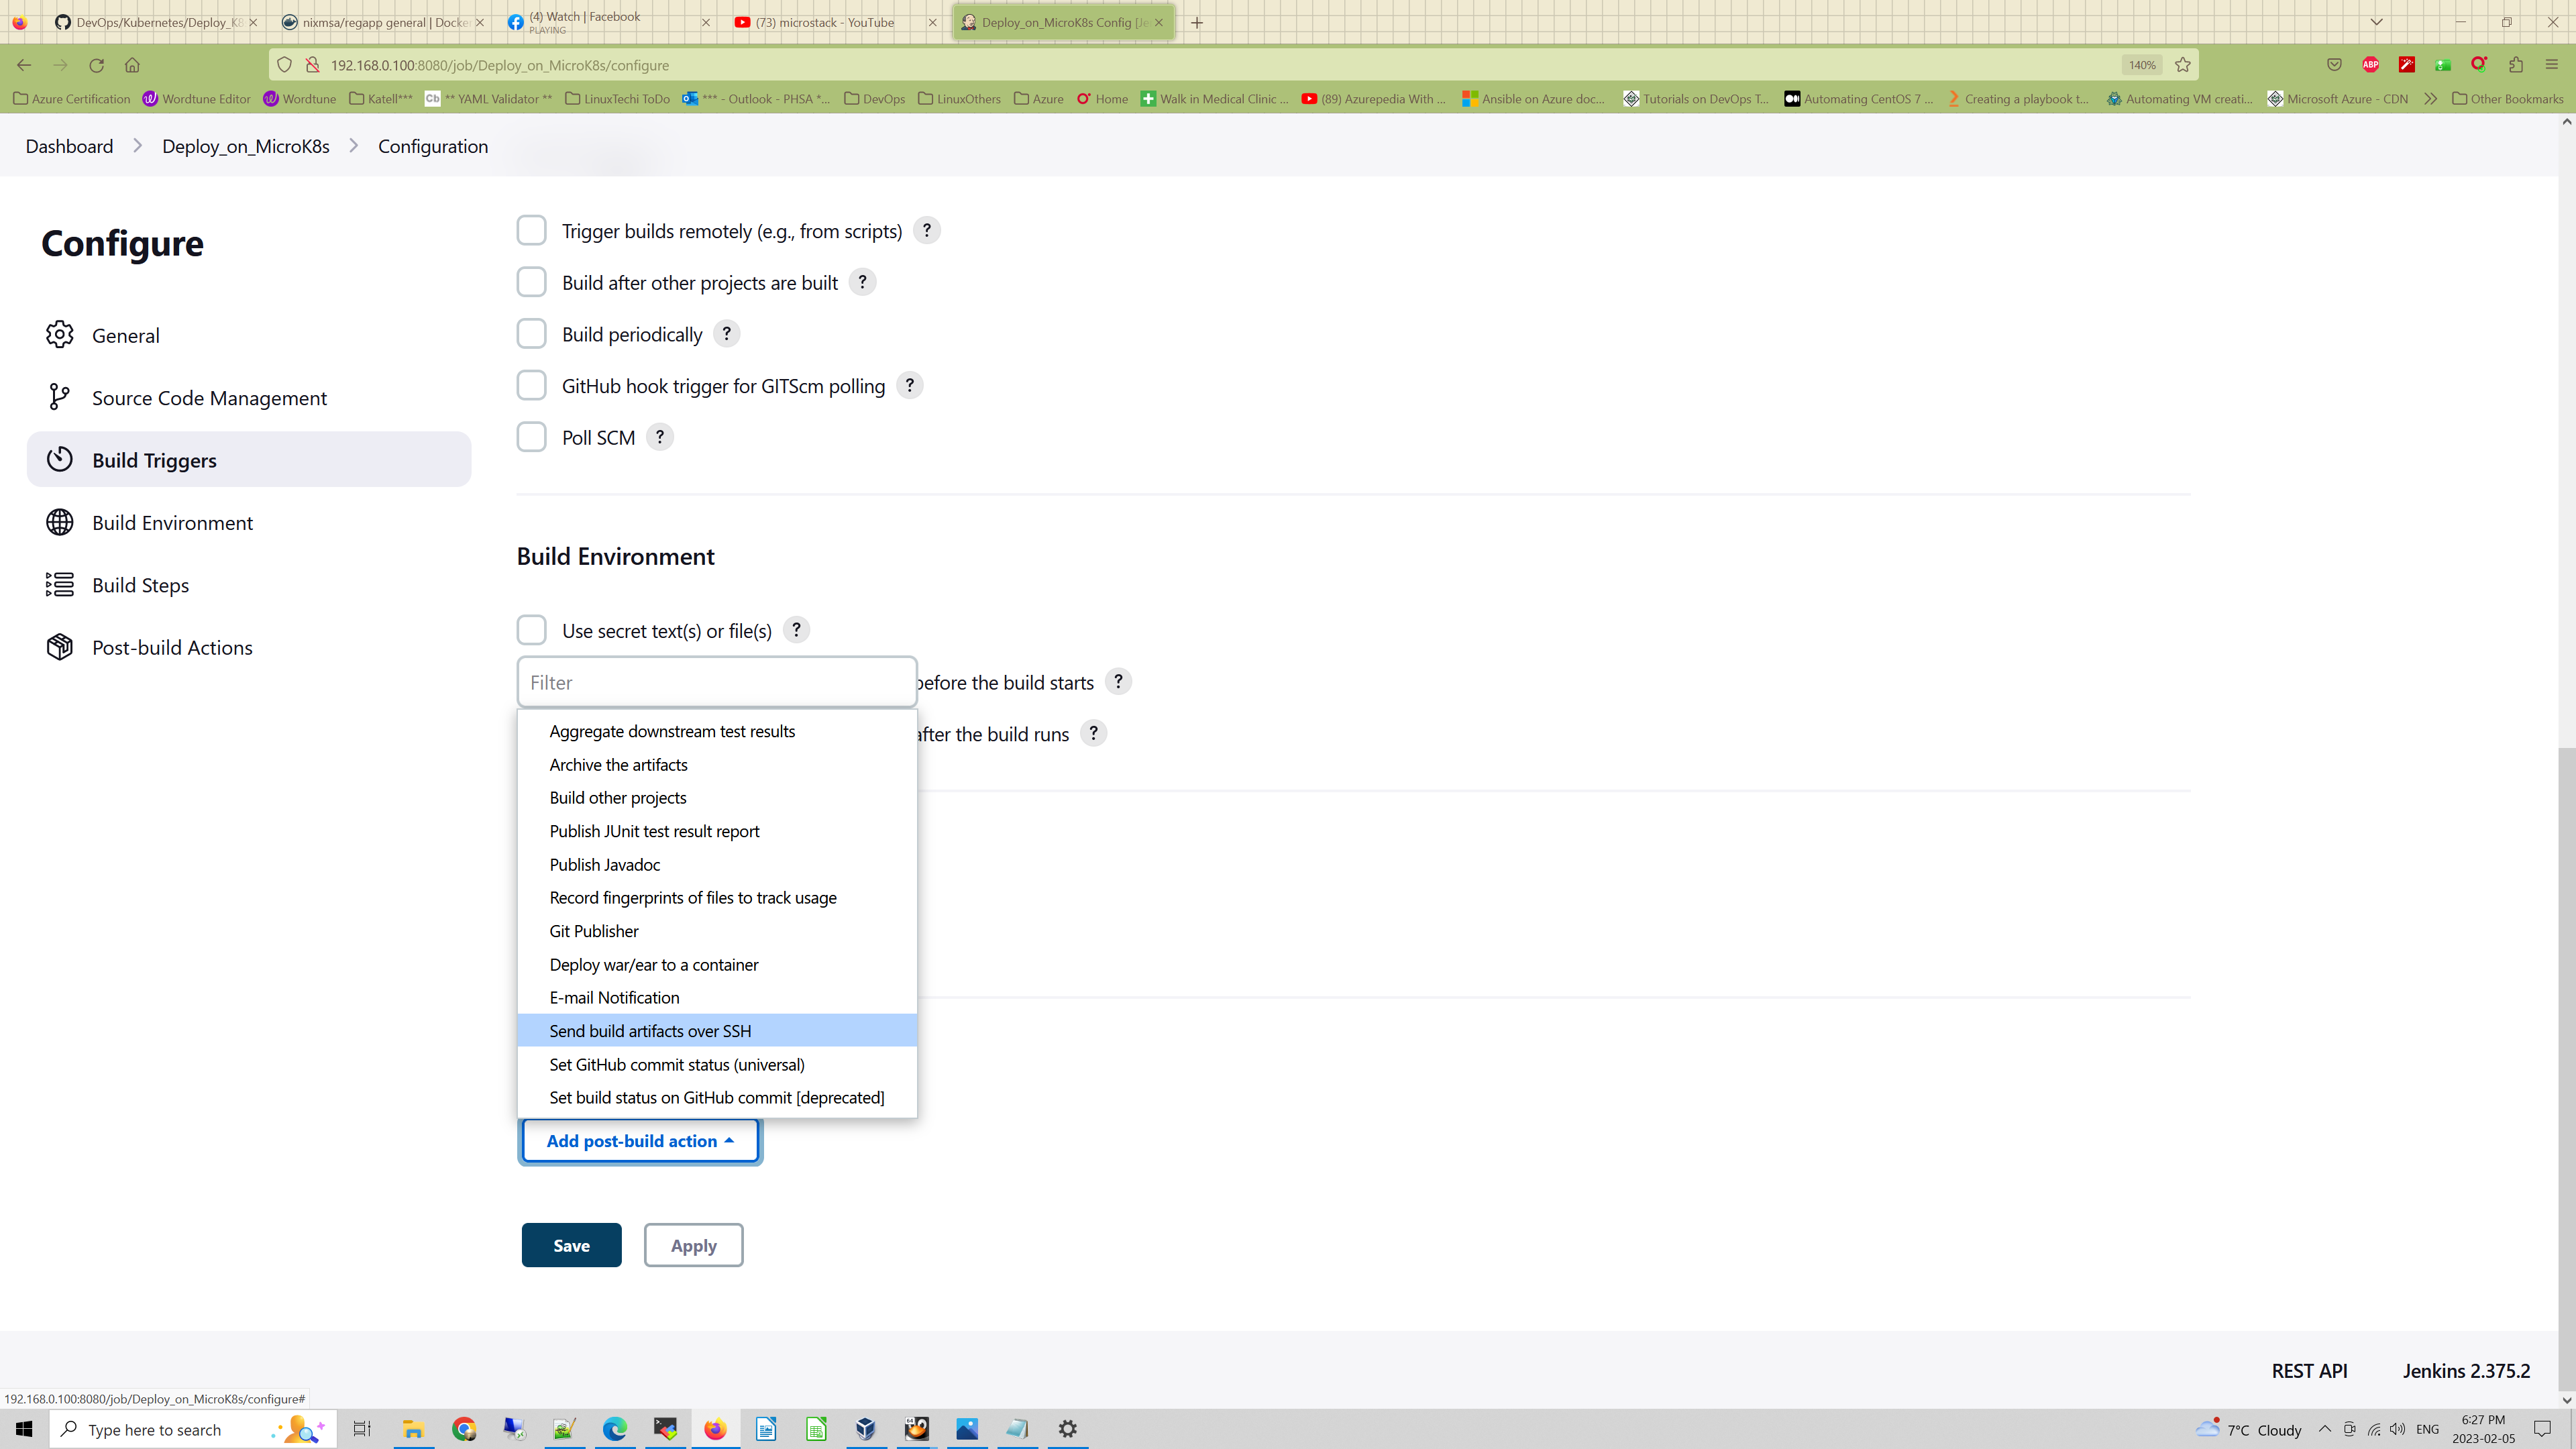 DevOps/Kubernetes/Deploy_K8
nixmsa/regapp general | Docke
(4) Watch | Facebook
PLAYING
(73) microstack - YouTube
Deploy_on_MicroK8s Config [Je
192.168.0.100:8080/job/Deploy_on_MicroK8s/configure
140%
Azure Certification
Wordtune Editor
Wordtune
Katell***
** YAML Validator **
LinuxTechi ToDo
*** - Outlook - PHSA *...
DevOps
LinuxOthers
Azure
Home
Walk in Medical Clinic ...
(89) Azurepedia With ...
Ansible on Azure doc...
Tutorials on DevOps T...
Automating CentOS 7 ...
Creating a playbook t...
Automating VM creati...
Microsoft Azure - CDN
Other Bookmarks
Dashboard
Deploy_on_MicroK8s
Configuration
Configure
General
Source Code Management
Build Triggers
Build Environment
Build Steps
Post-build Actions
Trigger builds remotely (e.g., from scripts) ?
Build after other projects are built ?
Build periodically ?
GitHub hook trigger for GITScm polling ?
Poll SCM ?
Build Environment
Use secret text(s) or file(s) ?
Filter
before the build starts ?
after the build runs ?
Aggregate downstream test results
Archive the artifacts
Build other projects
Publish JUnit test result report
Publish Javadoc
Record fingerprints of files to track usage
Git Publisher
Deploy war/ear to a container
E-mail Notification
Send build artifacts over SSH
Set GitHub commit status (universal)
Set build status on GitHub commit [deprecated]
Add post-build action
Save
Apply
REST API
Jenkins 2.375.2
192.168.0.100:8080/job/Deploy_on_MicroK8s/configure#
Type here to search
7°C Cloudy
ENG
6:27 PM
2023-02-05